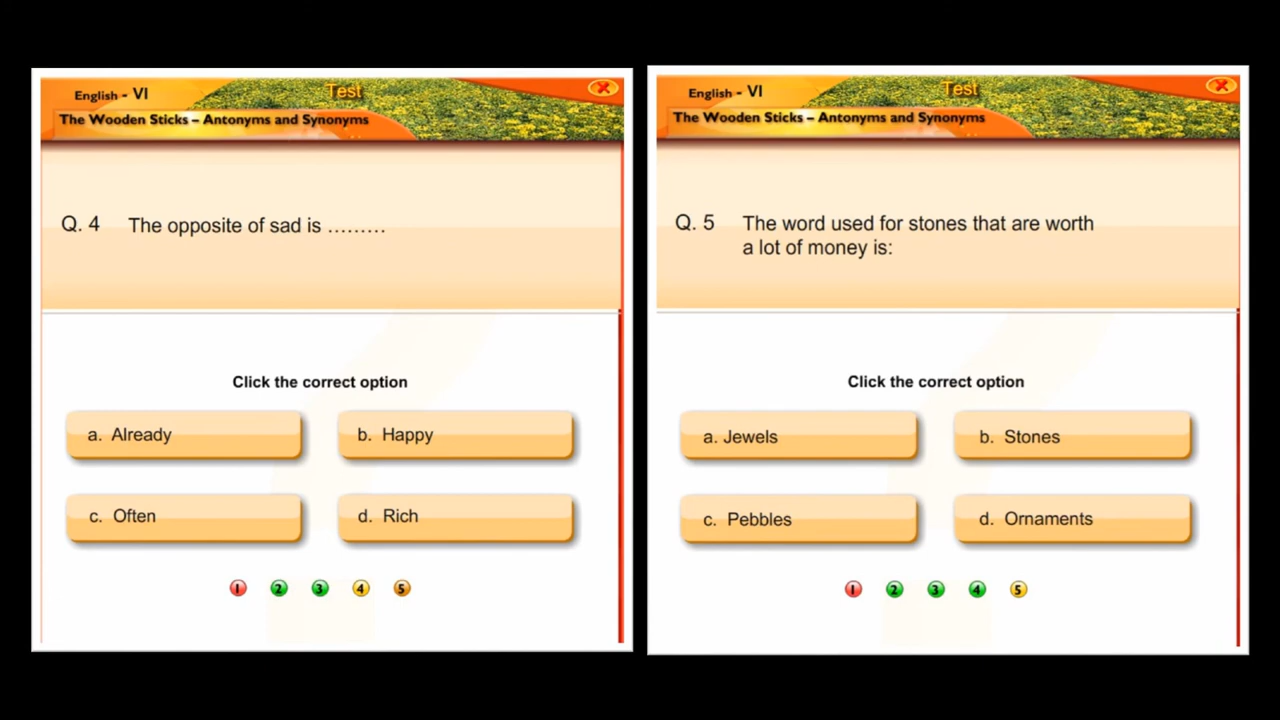 English - VI
Test
The Wooden Sticks – Antonyms and Synonyms
Q. 4 The opposite of sad is .........
Click the correct option
a. Already
b. Happy
c. Often
d. Rich
1 2 3 4 5
English - VI
Test
The Wooden Sticks – Antonyms and Synonyms
Q. 5 The word used for stones that are worth
a lot of money is:
Click the correct option
a. Jewels
b. Stones
c. Pebbles
d. Ornaments
1 2 3 4 5